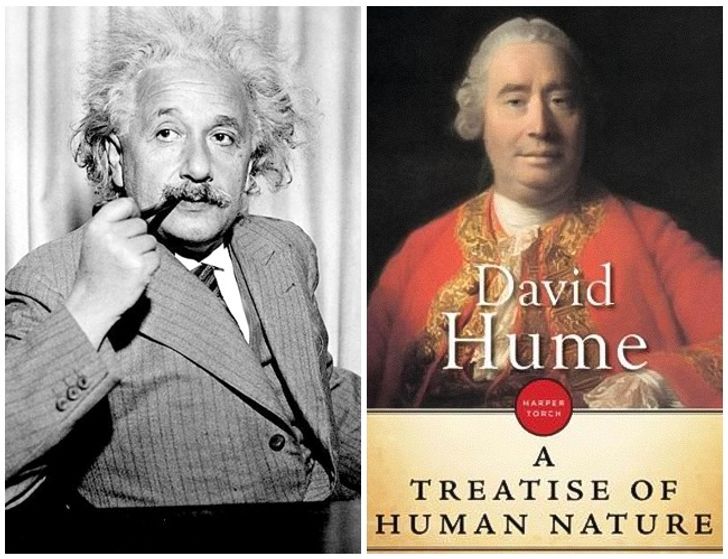 David
Hume
HARPER
TORCH
A
TREATISE OF
HUMAN NATURE